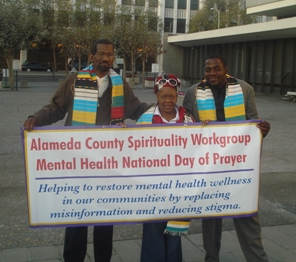 Alameda County Spirituality Workgroup
Mental Health National Day of Prayer
Helping to restore mental health wellness
in our communities by replacing
misinformation and reducing stigma.